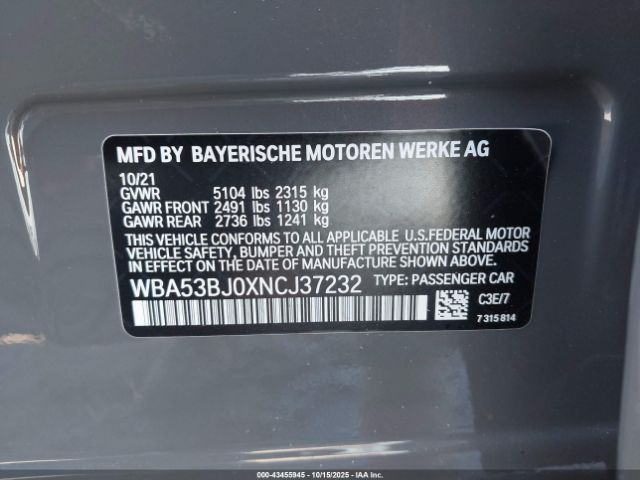 MFD BY BAYERISCHE MOTOREN WERKE AG
10/21
GVWR 5104 lbs 2315 kg
GAWR FRONT 2491 lbs 1130 kg
GAWR REAR 2736 lbs 1241 kg
THIS VEHICLE CONFORMS TO ALL APPLICABLE U.S.FEDERAL MOTOR
VEHICLE SAFETY, BUMPER AND THEFT PREVENTION STANDARDS IN
EFFECT ON THE DATE OF MANUFACTURE SHOWN ABOVE.
WBA53BJ0XNCJ37232 TYPE: PASSENGER CAR
C3E/7
7 315 814
000-43455945 10/15/2025 IAA Inc.